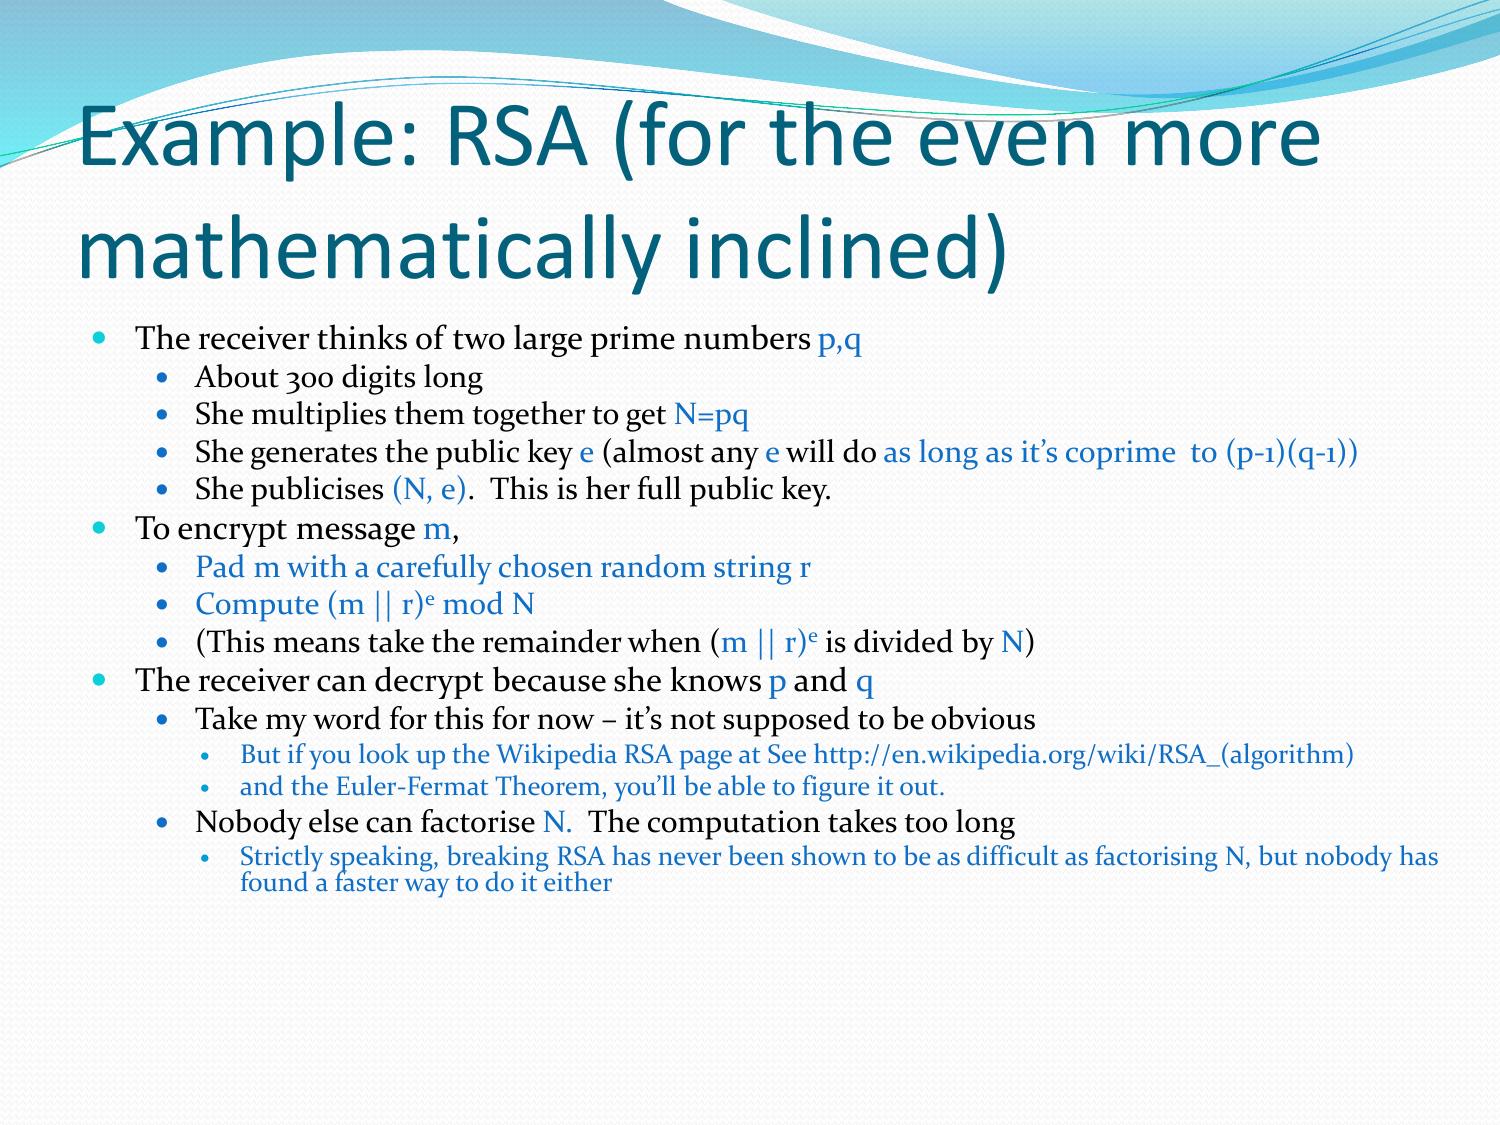 Example: RSA (for the even more
mathematically inclined)
• The receiver thinks of two large prime numbers p,q
• About 300 digits long
• She multiplies them together to get N=pq
• She generates the public key e (almost any e will do as long as it’s coprime  to (p-1)(q-1))
• She publicises (N, e).  This is her full public key.
• To encrypt message m,
• Pad m with a carefully chosen random string r
• Compute (m || r)ᵉ mod N
• (This means take the remainder when (m || r)ᵉ is divided by N)
• The receiver can decrypt because she knows p and q
• Take my word for this for now – it’s not supposed to be obvious
• But if you look up the Wikipedia RSA page at See http://en.wikipedia.org/wiki/RSA_(algorithm)
• and the Euler-Fermat Theorem, you’ll be able to figure it out.
• Nobody else can factorise N.  The computation takes too long
• Strictly speaking, breaking RSA has never been shown to be as difficult as factorising N, but nobody has
found a faster way to do it either